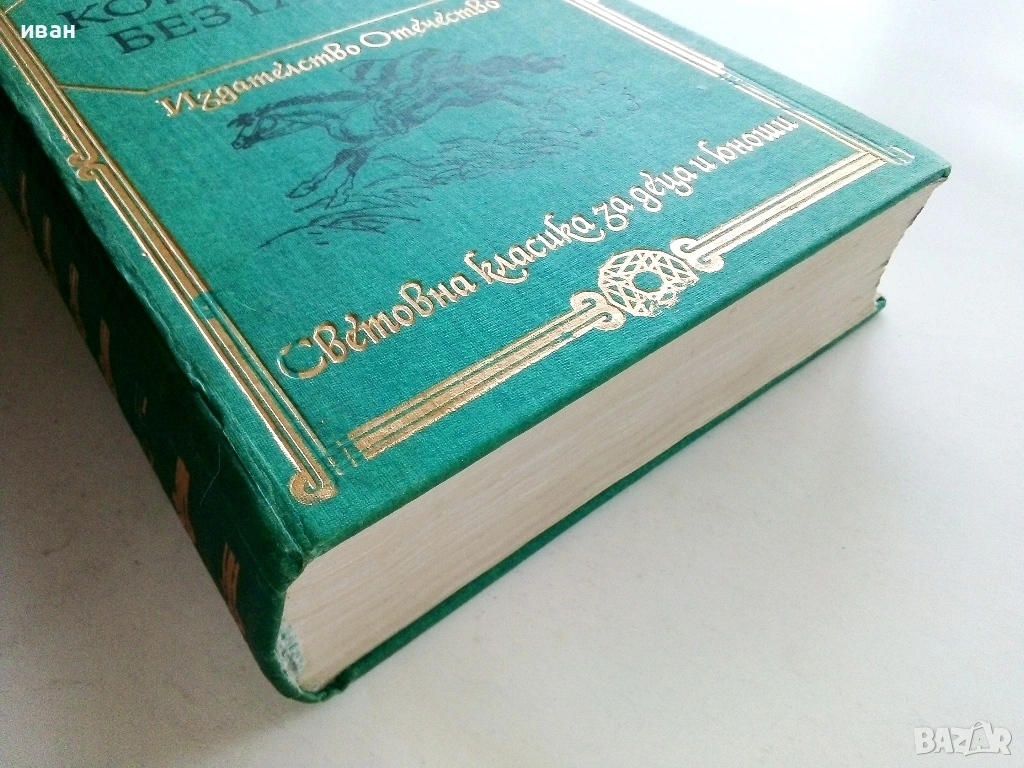 иван
БЕЗ
Издателство Отечество
Световна класика за деца и юноши
BAZAR